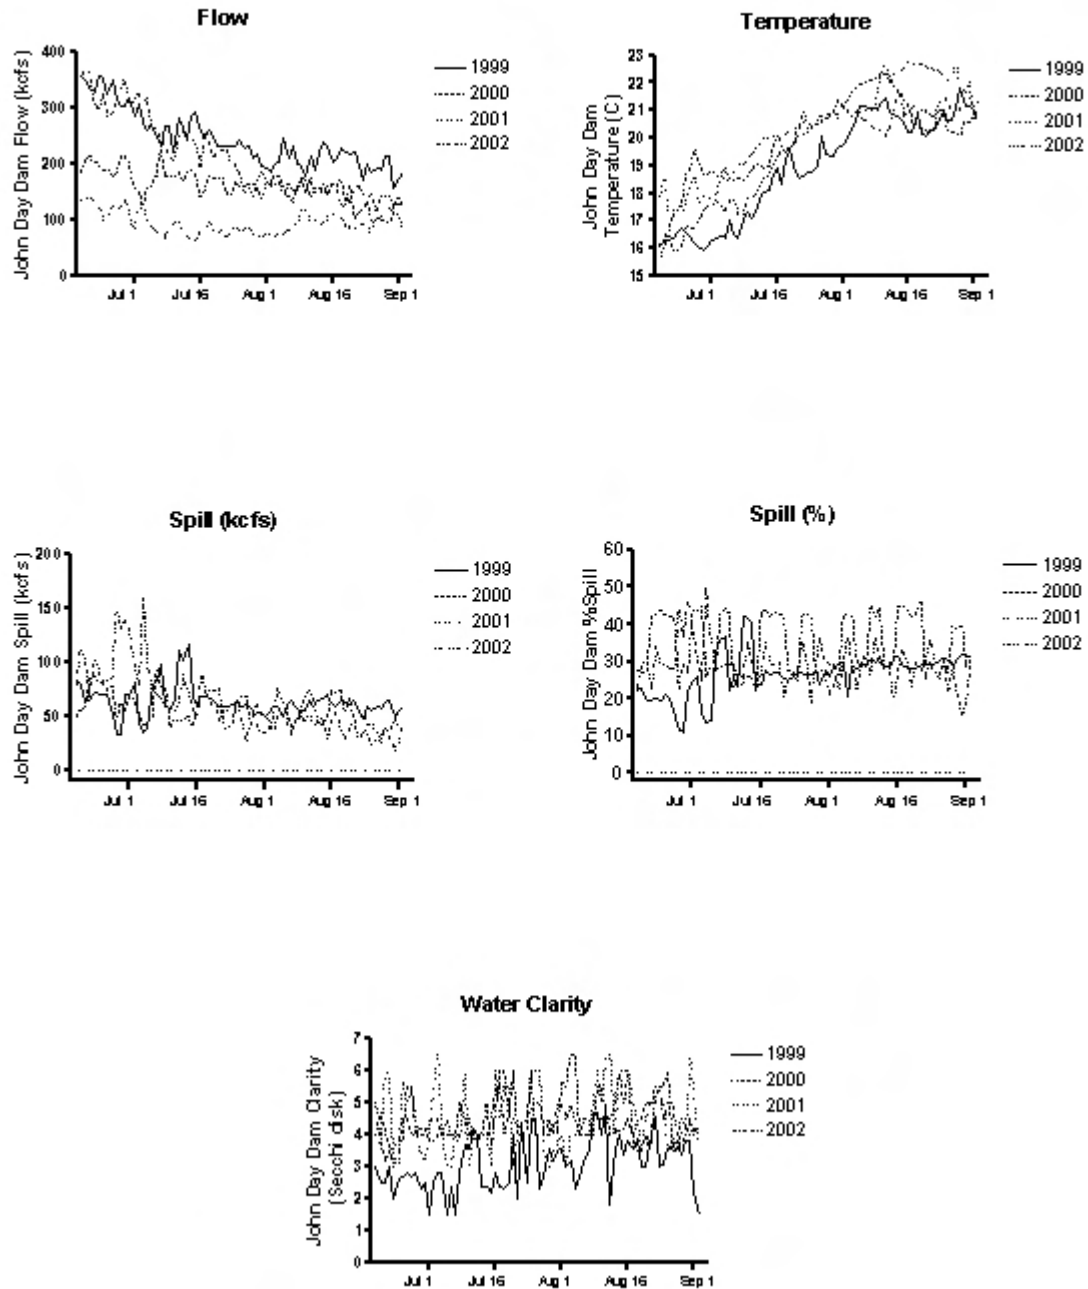 Flow
John Day Dam Flow (kcfs)
400
300
200
100
0
Jul 1
Jul 16
Aug 1
Aug 16
Sep 1
1999
2000
2001
2002
Temperature
John Day Dam
Temperature (C)
23
22
21
20
19
18
17
16
15
Jul 1
Jul 16
Aug 1
Aug 16
Sep 1
1999
2000
2001
2002
Spill (kcfs)
John Day Dam Spill (kcfs)
200
150
100
50
0
Jul 1
Jul 16
Aug 1
Aug 16
Sep 1
1999
2000
2001
2002
Spill (%)
John Day Dam %Spill
60
50
40
30
20
10
0
Jul 1
Jul 16
Aug 1
Aug 16
Sep 1
1999
2000
2001
2002
Water Clarity
John Day Dam Clarity
(Secchi disk)
7
6
5
4
3
2
1
0
Jul 1
Jul 16
Aug 1
Aug 16
Sep 1
1999
2000
2001
2002